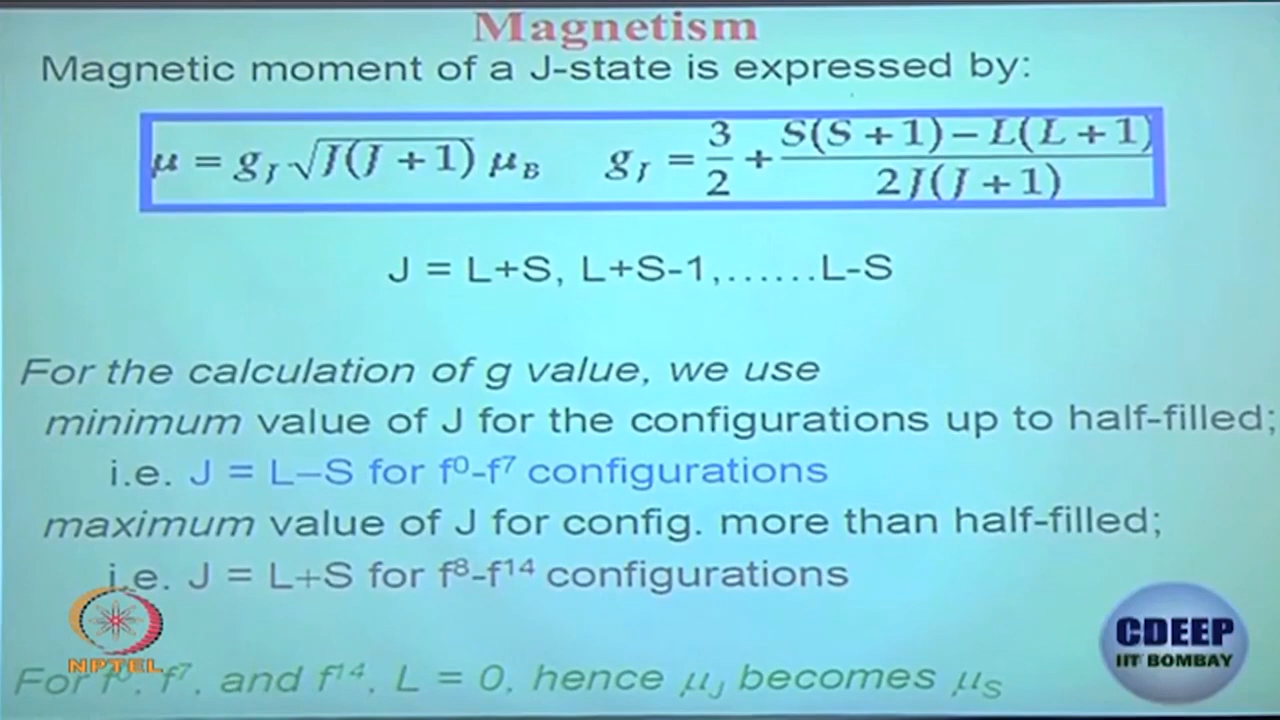 Magnetism
Magnetic moment of a J-state is expressed by:
μ = g_J √J(J+1) μ_B    g_J = 3/2 + S(S+1)−L(L+1) / 2J(J+1)
J = L+S, L+S-1,......L-S
For the calculation of g value, we use
minimum value of J for the configurations up to half-filled;
i.e. J = L–S for f⁰-f⁷ configurations
maximum value of J for config. more than half-filled;
i.e. J = L+S for f⁸-f¹⁴ configurations
For f⁰, f⁷, and f¹⁴, L = 0, hence μ_J becomes μ_S
NPTEL
CDEEP
IIT BOMBAY